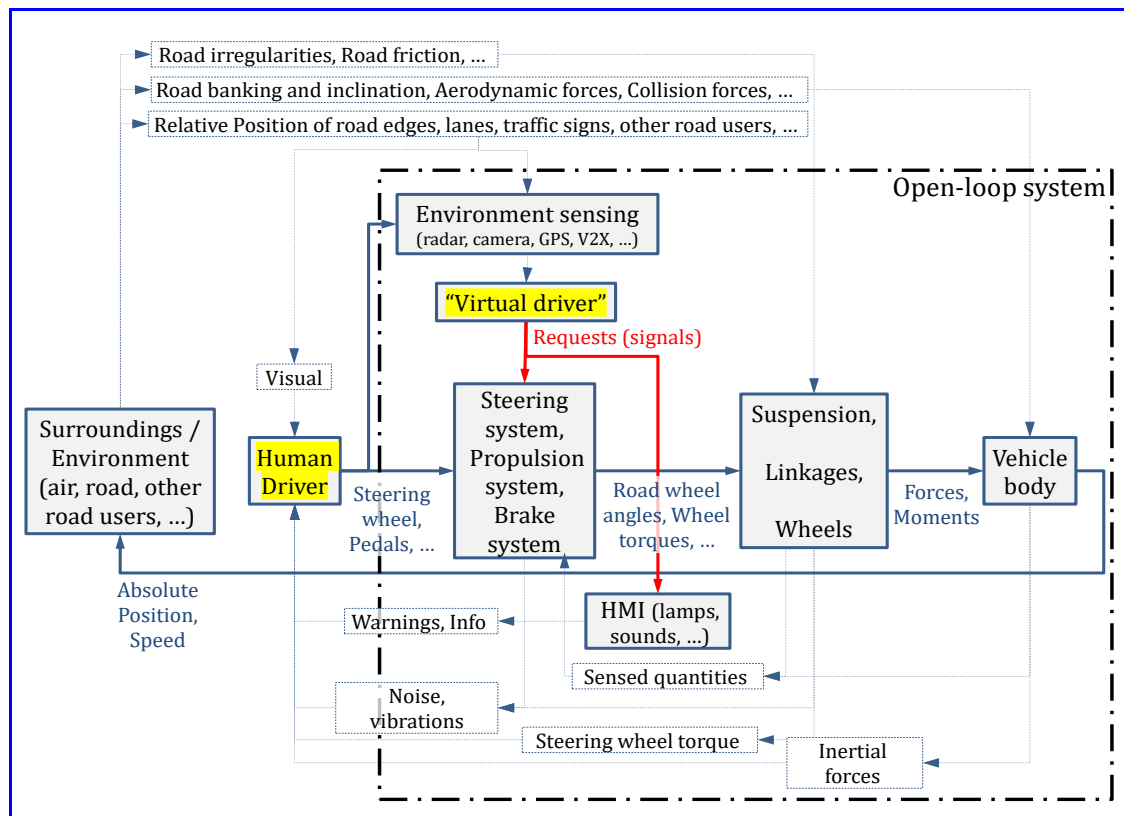 Road irregularities, Road friction, …
Road banking and inclination, Aerodynamic forces, Collision forces, …
Relative Position of road edges, lanes, traffic signs, other road users, …
Open-loop system
Environment sensing
(radar, camera, GPS, V2X, …)
“Virtual driver”
Requests (signals)
Visual
Surroundings /
Environment
(air, road, other
road users, …)
Human
Driver
Steering
wheel,
Pedals, …
Steering
system,
Propulsion
system,
Brake
system
Road wheel
angles, Wheel
torques, …
Suspension,
Linkages,
Wheels
Forces,
Moments
Vehicle
body
Absolute
Position,
Speed
HMI (lamps,
sounds, …)
Warnings, Info
Sensed quantities
Noise,
vibrations
Steering wheel torque
Inertial
forces